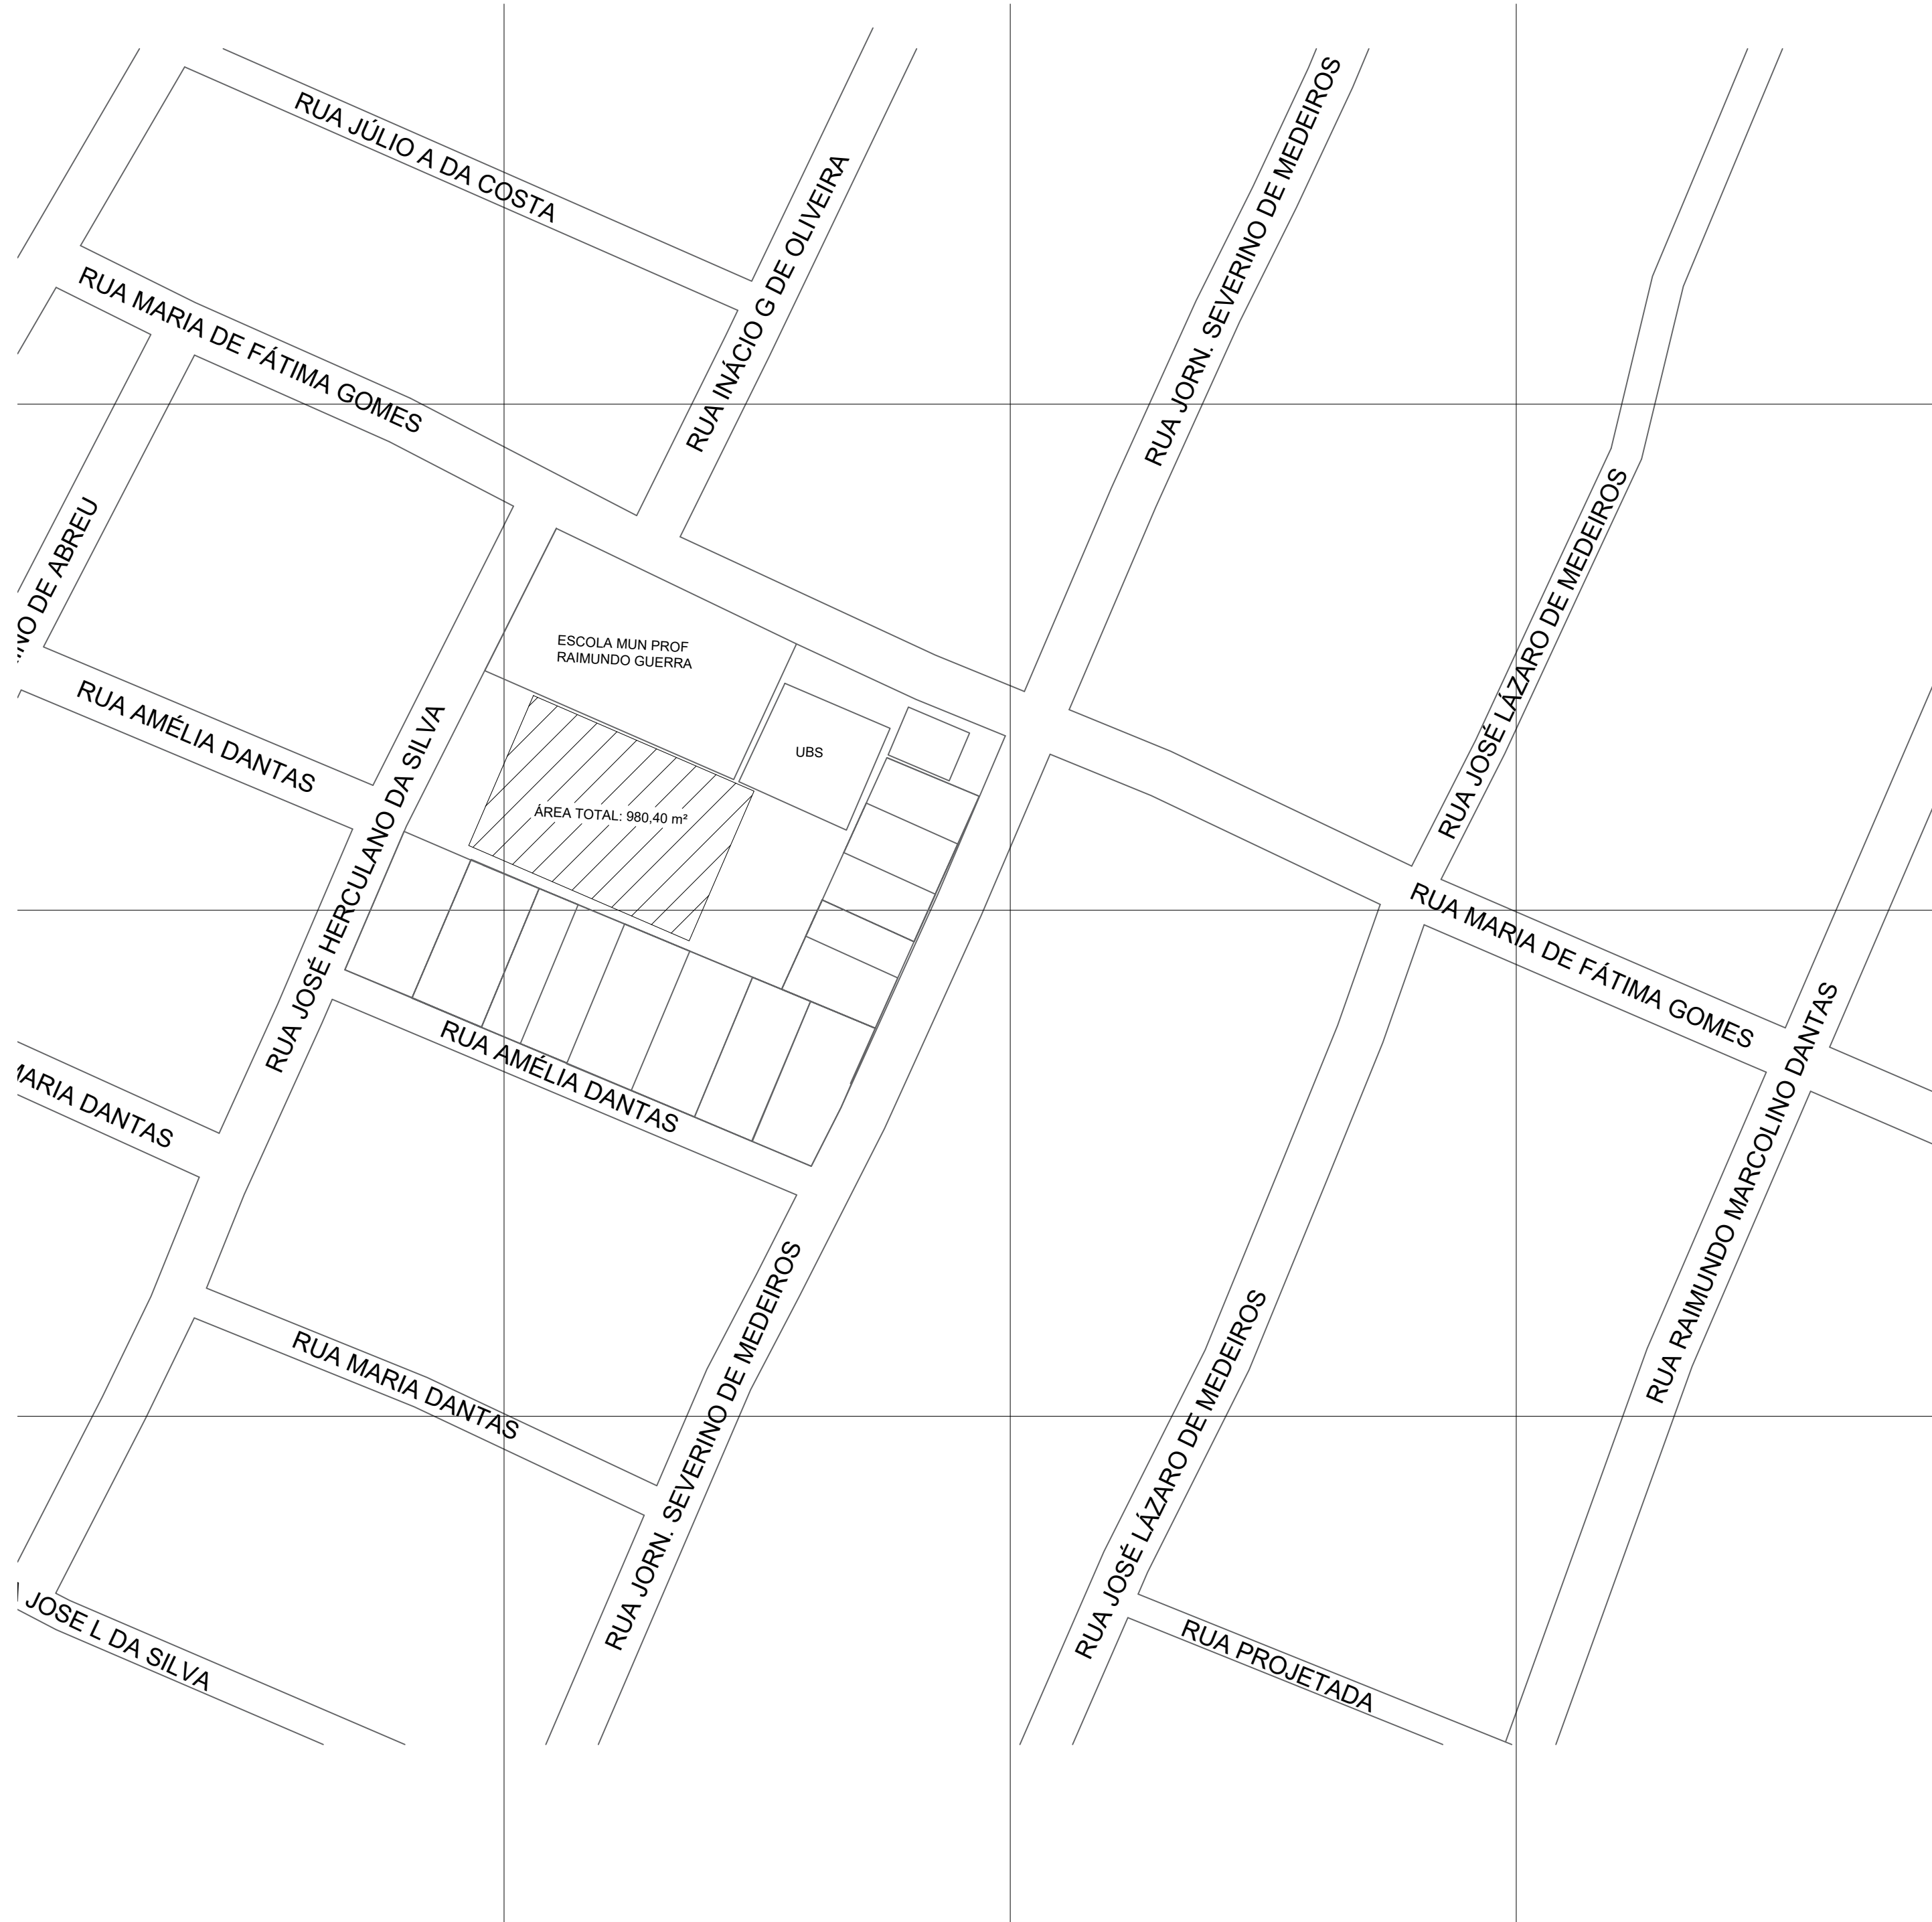 RUA JÚLIO A DA COSTA
RUA INÁCIO G DE OLIVEIRA
RUA JORN. SEVERINO DE MEDEIROS
RUA MARIA DE FÁTIMA GOMES
DE ABREU
RUA JOSÉ LÁZARO DE MEDEIROS
ESCOLA MUN PROF
RAIMUNDO GUERRA
RUA AMÉLIA DANTAS
UBS
ÁREA TOTAL: 980,40 m²
RUA JOSÉ HERCULANO DA SILVA
RUA MARIA DE FÁTIMA GOMES
MARIA DANTAS
RUA AMÉLIA DANTAS
RUA RAIMUNDO MARCOLINO DANTAS
RUA MARIA DANTAS
RUA JORN. SEVERINO DE MEDEIROS
RUA JOSÉ LÁZARO DE MEDEIROS
JOSE L DA SILVA
RUA PROJETADA